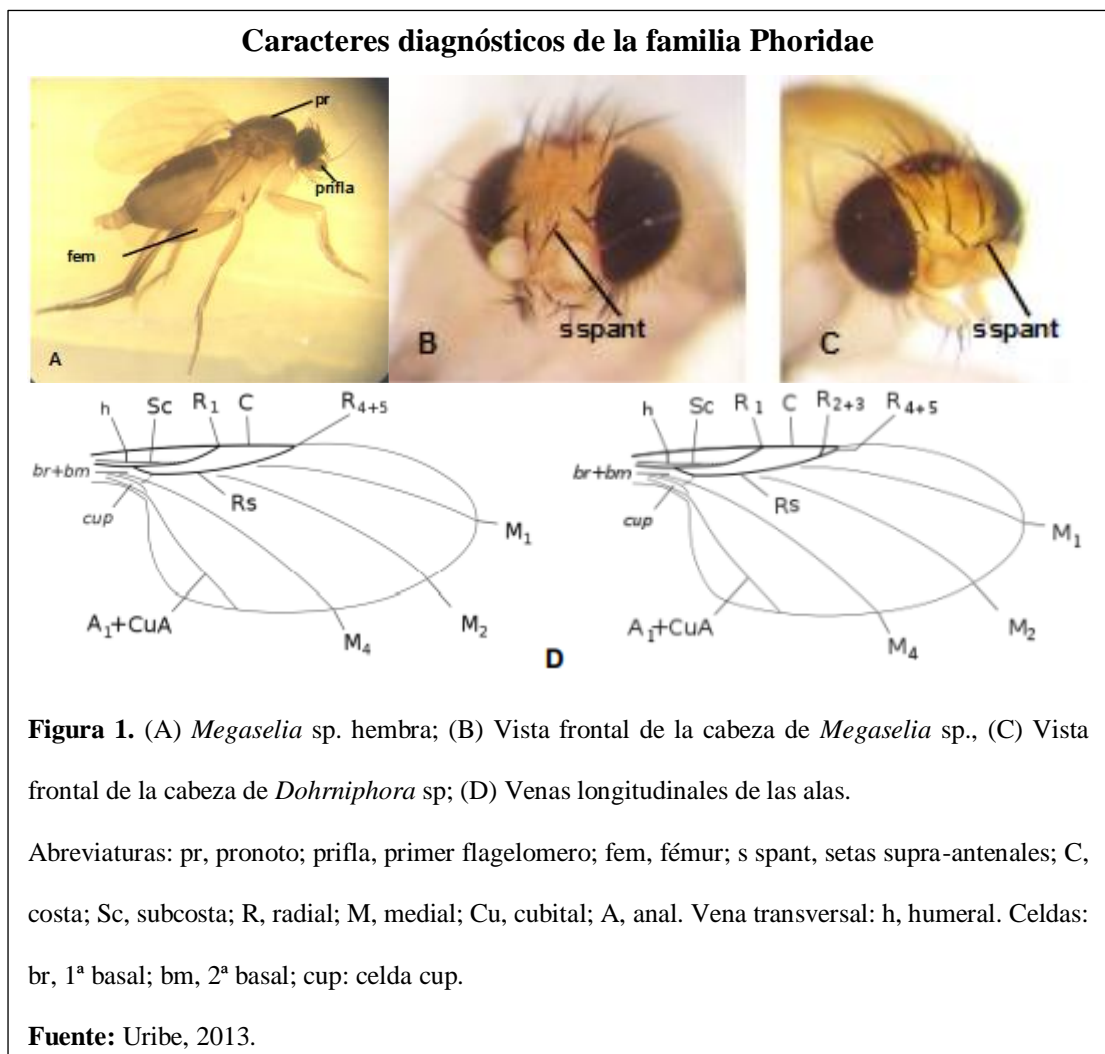 Caracteres diagnósticos de la familia Phoridae
pr
prifla
fem
A
s spant
B
s spant
C
h Sc R1 C R4+5
br+bm
cup
Rs
M1
A1+CuA
M4
M2
h Sc R1 C R2+3 R4+5
br+bm
cup
Rs
M1
A1+CuA
M4
M2
D
Figura 1. (A) Megaselia sp. hembra; (B) Vista frontal de la cabeza de Megaselia sp., (C) Vista
frontal de la cabeza de Dohrniphora sp; (D) Venas longitudinales de las alas.
Abreviaturas: pr, pronoto; prifla, primer flagelomero; fem, fémur; s spant, setas supra-antenales; C,
costa; Sc, subcosta; R, radial; M, medial; Cu, cubital; A, anal. Vena transversal: h, humeral. Celdas:
br, 1ª basal; bm, 2ª basal; cup: celda cup.
Fuente: Uribe, 2013.